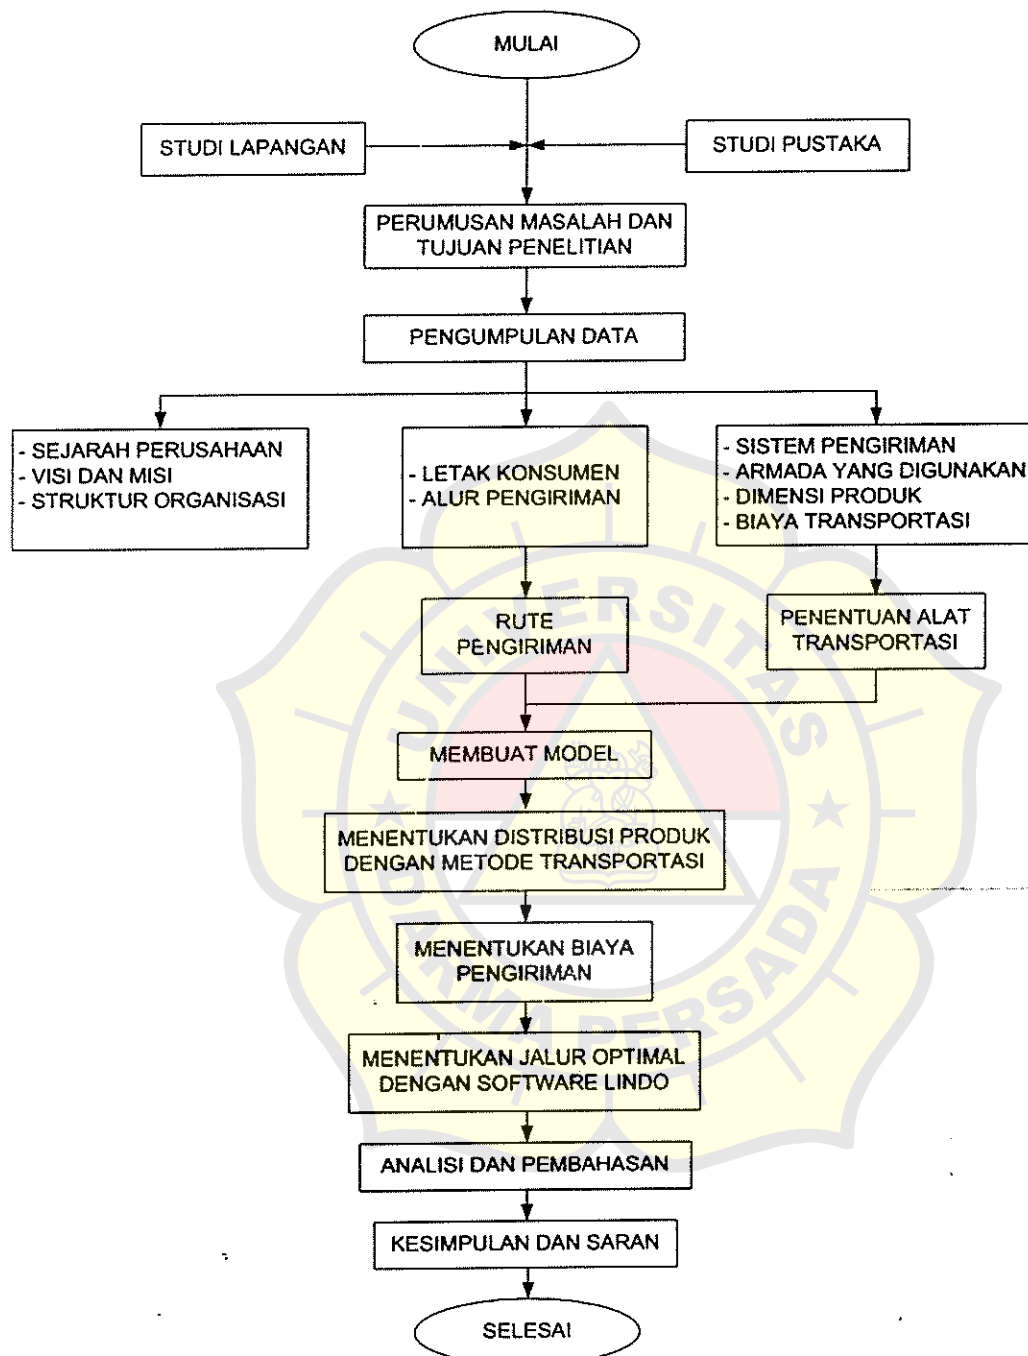 MULAI
STUDI LAPANGAN
STUDI PUSTAKA
PERUMUSAN MASALAH DAN
TUJUAN PENELITIAN
PENGUMPULAN DATA
- SEJARAH PERUSAHAAN
- VISI DAN MISI
- STRUKTUR ORGANISASI
- LETAK KONSUMEN
- ALUR PENGIRIMAN
- SISTEM PENGIRIMAN
- ARMADA YANG DIGUNAKAN
- DIMENSI PRODUK
- BIAYA TRANSPORTASI
RUTE
PENGIRIMAN
PENENTUAN ALAT
TRANSPORTASI
MEMBUAT MODEL
MENENTUKAN DISTRIBUSI PRODUK
DENGAN METODE TRANSPORTASI
MENENTUKAN BIAYA
PENGIRIMAN
MENENTUKAN JALUR OPTIMAL
DENGAN SOFTWARE LINDO
ANALISI DAN PEMBAHASAN
KESIMPULAN DAN SARAN
SELESAI
UNIVERSITAS
DARMA PERSADA